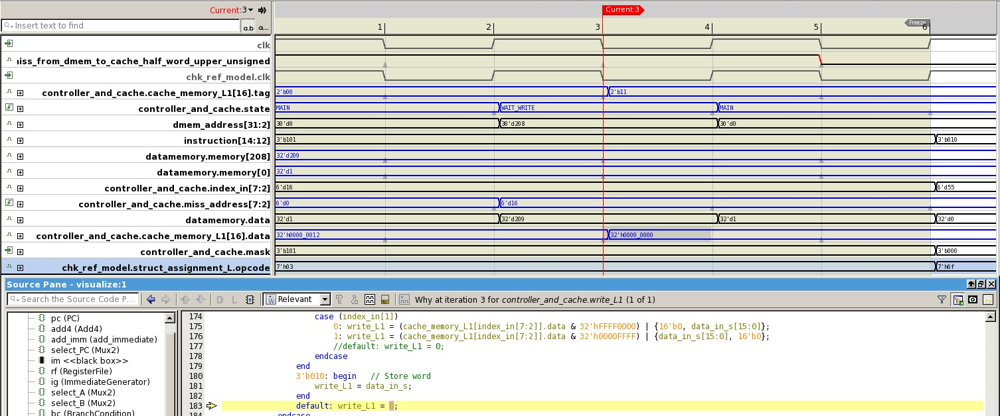 Current:3
Insert text to find
a.b a...
Current:3
1 2 3 4 5 6
Freeze
clk
iss_from_dmem_to_cache_half_word_upper_unsigned
chk_ref_model.clk
controller_and_cache.cache_memory_L1[16].tag 2'b00 2'b11
controller_and_cache.state MAIN WAIT_WRITE MAIN
dmem_address[31:2] 30'd0 30'd208 30'd0
instruction[14:12] 3'b101 3'b010
datamemory.memory[208] 32'd209
datamemory.memory[0] 32'd1
controller_and_cache.index_in[7:2] 6'd16 6'd55
controller_and_cache.miss_address[7:2] 6'd0 6'd16
datamemory.data 32'd1 32'd209 32'd1 32'd0
controller_and_cache.cache_memory_L1[16].data 32'h0000_0012 32'h0000_0000
controller_and_cache.mask 3'b101 3'b000
chk_ref_model.struct_assignment_L.opcode 7'h03 7'h6f
Source Pane - visualize:1
Search the Source Code P...
D L
Relevant
Why at iteration 3 for controller_and_cache.write_L1 (1 of 1)
pc (PC)
add4 (Add4)
add_imm (add_immediate)
select_PC (Mux2)
im <<black box>>
rf (RegisterFile)
ig (ImmediateGenerator)
select_A (Mux2)
select_B (Mux2)
bc (BranchCondition)
174 case (index_in[1])
175 0: write_L1 = (cache_memory_L1[index_in[7:2]].data & 32'hFFFF0000) | {16'b0, data_in_s[15:0]};
176 1: write_L1 = (cache_memory_L1[index_in[7:2]].data & 32'h0000FFFF) | {data_in_s[15:0], 16'b0};
177 //default: write_L1 = 0;
178 endcase
179 end
180 3'b010: begin // Store word
181 write_L1 = data_in_s;
182 end
183 default: write_L1 = 0;
184 endcase